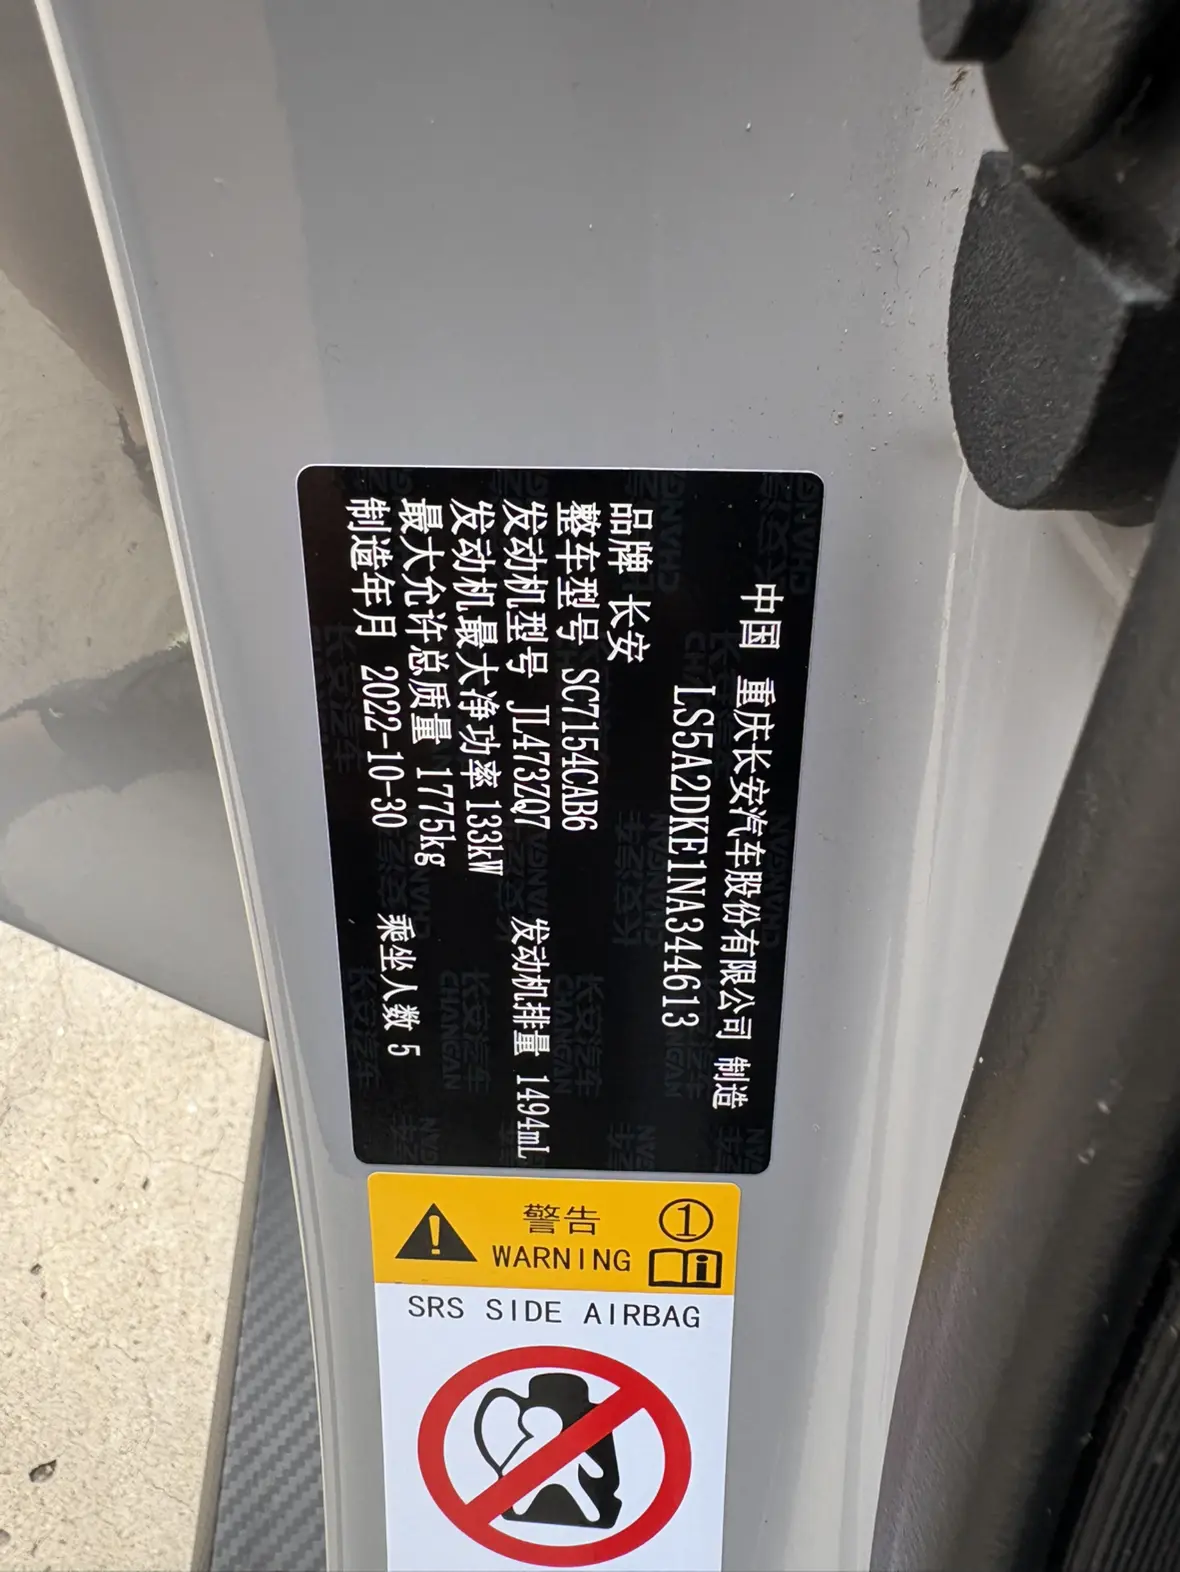 中国 重庆长安汽车股份有限公司 制造
LS5A2DKE1NA344613
品牌 长安
整车型号 SC7154CAB6
发动机型号 JL473ZQ7 发动机排量 1494mL
发动机最大净功率 133kW
最大允许总质量 1775kg
制造年月 2022-10-30 乘坐人数 5
警告 ①
WARNING
SRS SIDE AIRBAG